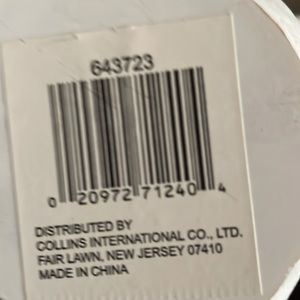 643723
0 20972 71240 4
DISTRIBUTED BY
COLLINS INTERNATIONAL CO., LTD.
FAIR LAWN, NEW JERSEY 07410
MADE IN CHINA